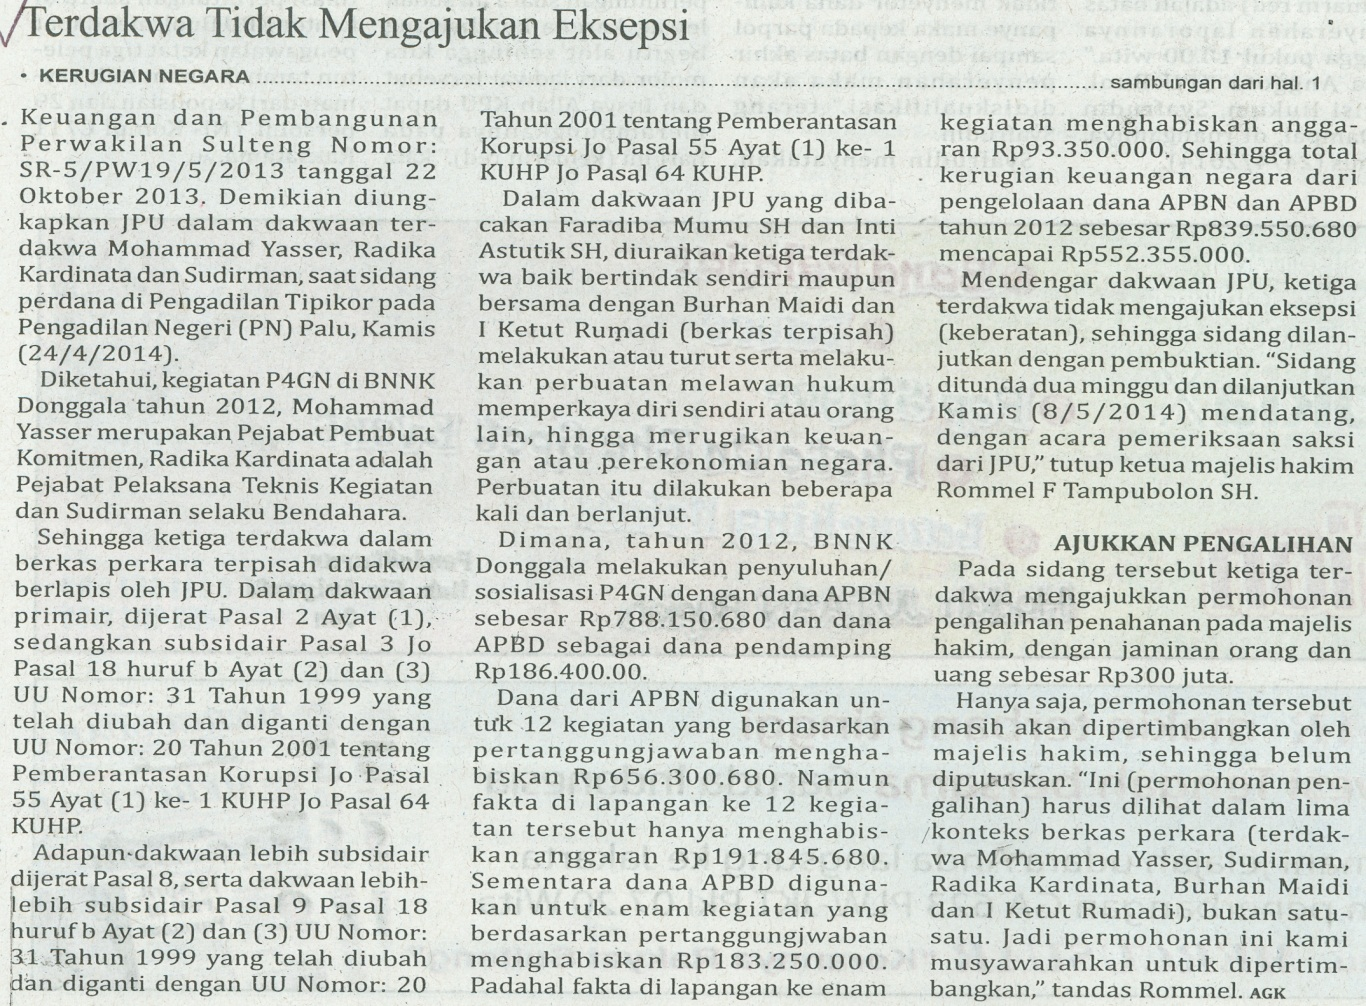 Terdakwa Tidak Mengajukan Eksepsi
• KERUGIAN NEGARA ........ sambungan dari hal.
Keuangan dan Pembangunan
Perwakilan Sulteng Nomor:
SR-5/PW19/5/2013 tanggal 22
Oktober 2013. Demikian diung-
kapkan JPU dalam dakwaan ter-
dakwa Mohammad Yasser, Radika
Kardinata dan Sudirman, saat sidang
perdana di Pengadilan Tipikor pada
Pengadilan Negeri (PN) Palu, Kamis
(24/4/2014).
Diketahui, kegiatan P4GN di BNNK
Donggala tahun 2012, Mohammad
Yasser merupakan Pejabat Pembuat
Komitmen, Radika Kardinata adalah
Pejabat Pelaksana Teknis Kegiatan
dan Sudirman selaku Bendahara.
Sehingga ketiga terdakwa dalam
berkas perkara terpisah didakwa
berlapis oleh JPU. Dalam dakwaan
primair, dijerat Pasal 2 Ayat (1),
sedangkan subsidair Pasal 3 Jo
Pasal 18 huruf b Ayat (2) dan (3)
UU Nomor: 31 Tahun 1999 yang
telah diubah dan diganti dengan
UU Nomor: 20 Tahun 2001 tentang
Pemberantasan Korupsi Jo Pasal
55 Ayat (1) ke- 1 KUHP Jo Pasal 64
KUHP.
Adapun dakwaan lebih subsidair
dijerat Pasal 8, serta dakwaan lebih-
lebih subsidair Pasal 9 Pasal 18
huruf b Ayat (2) dan (3) UU Nomor:
31 Tahun 1999 yang telah diubah
dan diganti dengan UU Nomor: 20
Tahun 2001 tentang Pemberantasan
Korupsi Jo Pasal 55 Ayat (1) ke- 1
KUHP Jo Pasal 64 KUHP.
Dalam dakwaan JPU yang diba-
cakan Faradiba Mumu SH dan Inti
Astutik SH, diuraikan ketiga terdak-
wa baik bertindak sendiri maupun
bersama dengan Burhan Maidi dan
I Ketut Rumadi (berkas terpisah)
melakukan atau turut serta melaku-
kan perbuatan melawan hukum
memperkaya diri sendiri atau orang
lain, hingga merugikan keuan-
gan atau perekonomian negara.
Perbuatan itu dilakukan beberapa
kali dan berlanjut.
Dimana, tahun 2012, BNNK
Donggala melakukan penyuluhan/
sosialisasi P4GN dengan dana APBN
sebesar Rp788.150.680 dan dana
APBD sebagai dana pendamping
Rp186.400.00.
Dana dari APBN digunakan un-
tuk 12 kegiatan yang berdasarkan
pertanggungjawaban mengha-
biskan Rp656.300.680. Namun
fakta di lapangan ke 12 kegia-
tan tersebut hanya menghabis-
kan anggaran Rp191.845.680.
Sementara dana APBD diguna-
kan untuk enam kegiatan yang
berdasarkan pertanggungjwaban
menghabiskan Rp183.250.000.
Padahal fakta di lapangan ke enam
kegiatan menghabiskan angga-
ran Rp93.350.000. Sehingga total
kerugian keuangan negara dari
pengelolaan dana APBN dan APBD
tahun 2012 sebesar Rp839.550.680
mencapai Rp552.355.000.
Mendengar dakwaan JPU, ketiga
terdakwa tidak mengajukan eksepsi
(keberatan), sehingga sidang dilan-
jutkan dengan pembuktian. “Sidang
ditunda dua minggu dan dilanjutkan
Kamis (8/5/2014) mendatang,
dengan acara pemeriksaan saksi
dari JPU,” tutup ketua majelis hakim
Rommel F Tampubolon SH.
AJUKKAN PENGALIHAN
Pada sidang tersebut ketiga ter-
dakwa mengajukkan permohonan
pengalihan penahanan pada majelis
hakim, dengan jaminan orang dan
uang sebesar Rp300 juta.
Hanya saja, permohonan tersebut
masih akan dipertimbangkan oleh
majelis hakim, sehingga belum
diputuskan. “Ini (permohonan pen-
galihan) harus dilihat dalam lima
konteks berkas perkara (terdak-
wa Mohammad Yasser, Sudirman,
Radika Kardinata, Burhan Maidi
dan I Ketut Rumadi), bukan satu-
satu. Jadi permohonan ini kami
musyawarahkan untuk dipertim-
bangkan,” tandas Rommel. AGK